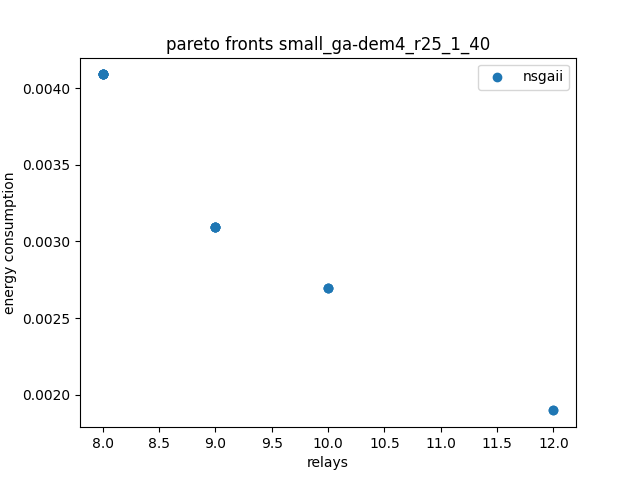 pareto fronts small_ga-dem4_r25_1_40
nsgaii
energy consumption
0.0040
0.0035
0.0030
0.0025
0.0020
8.0 8.5 9.0 9.5 10.0 10.5 11.0 11.5 12.0
relays